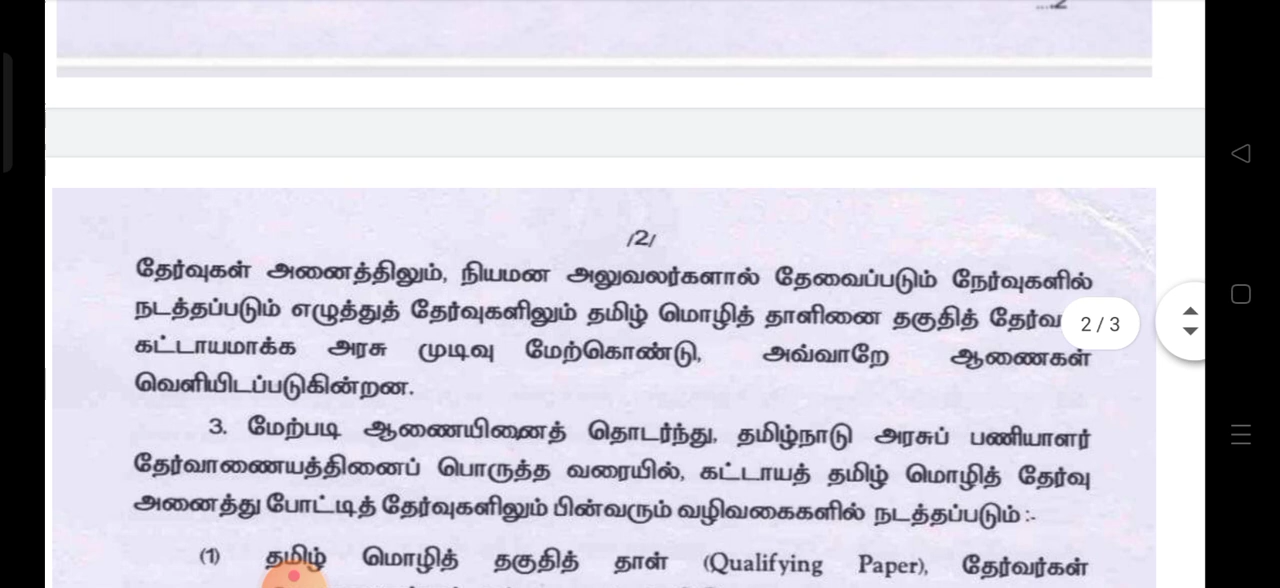 ....2
/2/
தேர்வுகள் அனைத்திலும், நியமன அலுவலர்களால் தேவைப்படும் நேர்வுகளில்
நடத்தப்படும் எழுத்துத் தேர்வுகளிலும் தமிழ் மொழித் தாளினை தகுதித்
2 / 3
கட்டாயமாக்க அரசு முடிவு மேற்கொண்டு, அவ்வாறே ஆணைகள்
வெளியிடப்படுகின்றன.
3. மேற்படி ஆணையினைத் தொடர்ந்து, தமிழ்நாடு அரசுப் பணியாளர்
தேர்வாணையத்தினைப் பொருத்த வரையில், கட்டாயத் தமிழ் மொழித் தேர்வு
அனைத்து போட்டித் தேர்வுகளிலும் பின்வரும் வழிவகைகளில் நடத்தப்படும் :-
(1) தமிழ் மொழித் தகுதித் தாள் (Qualifying Paper), தேர்வர்கள்